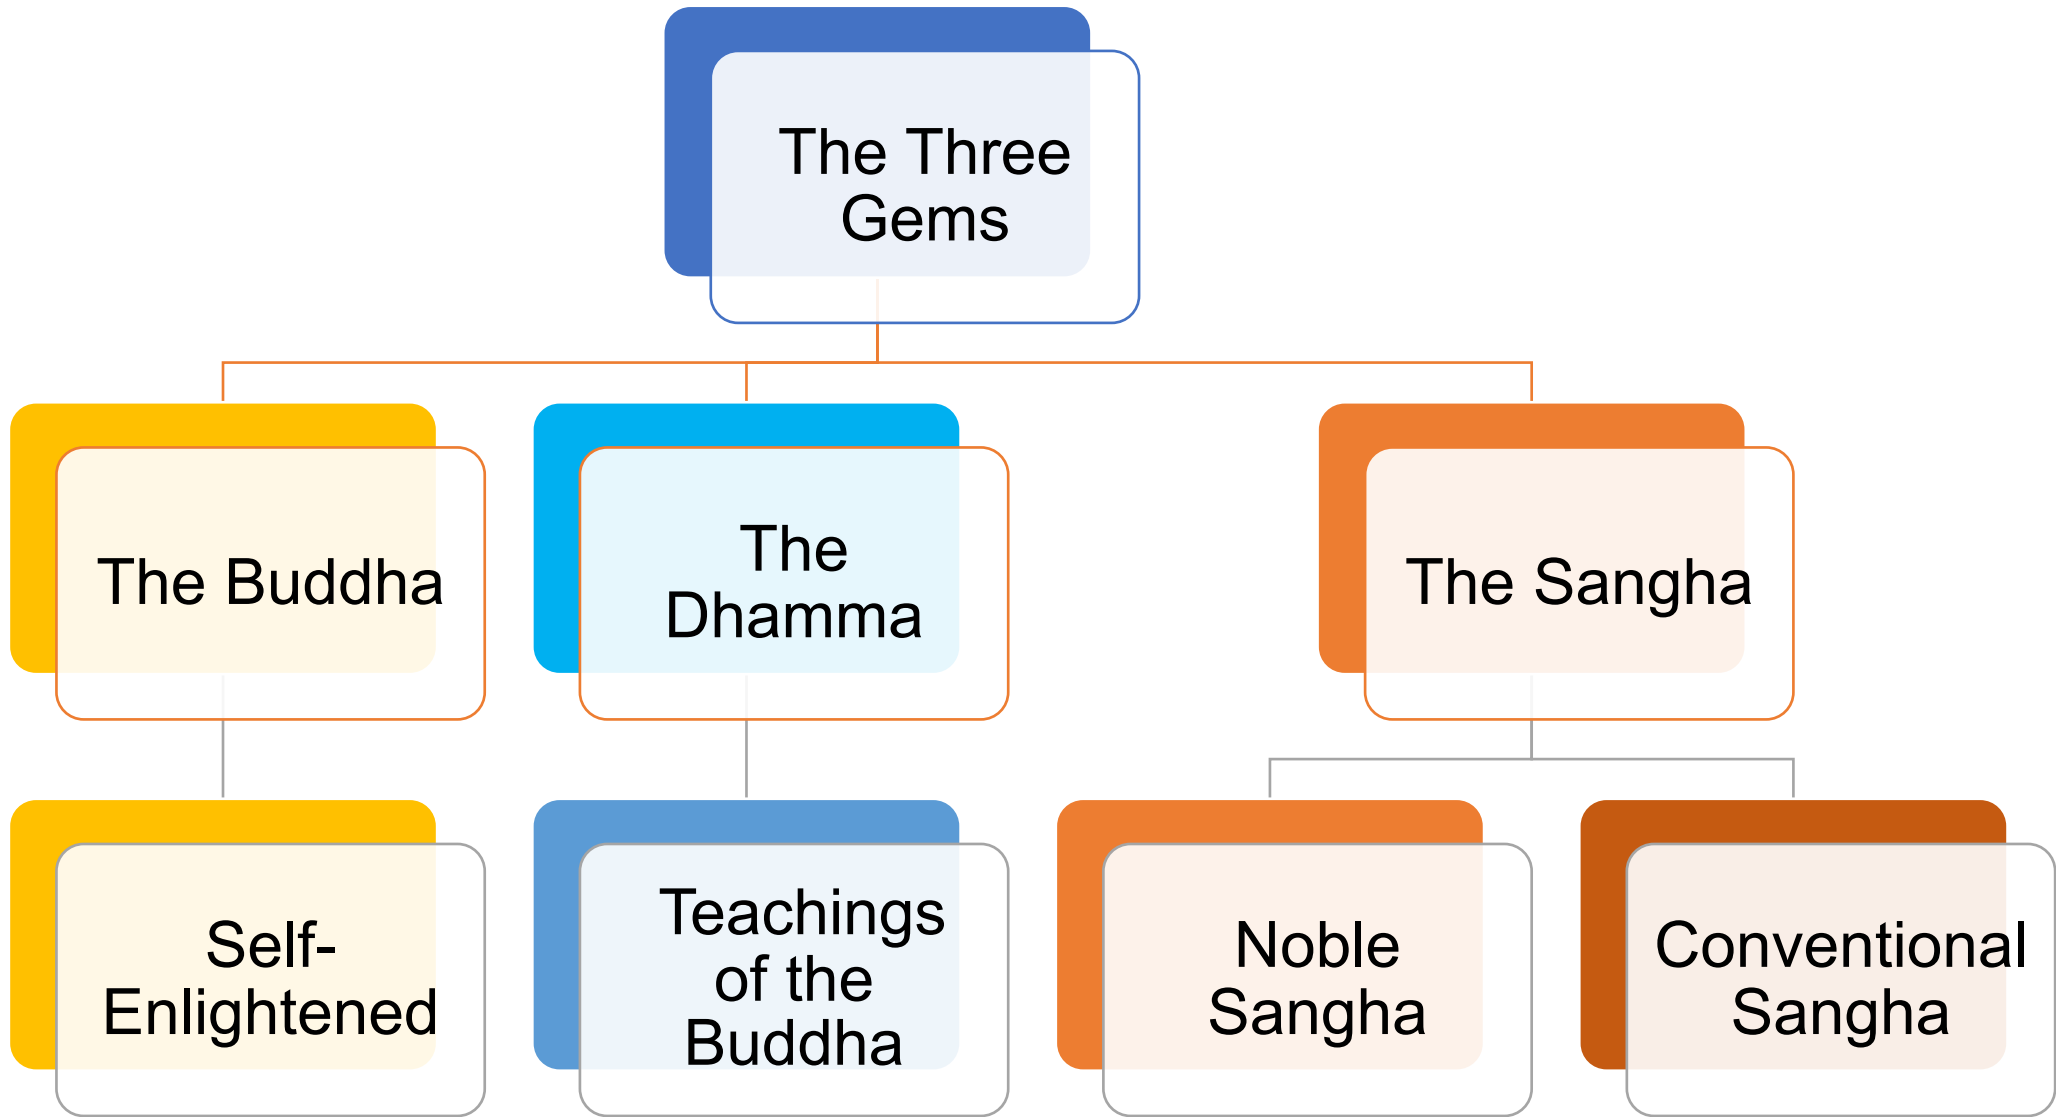 The Three
Gems
The Buddha
The
Dhamma
The Sangha
Self-
Enlightened
Teachings
of the
Buddha
Noble
Sangha
Conventional
Sangha